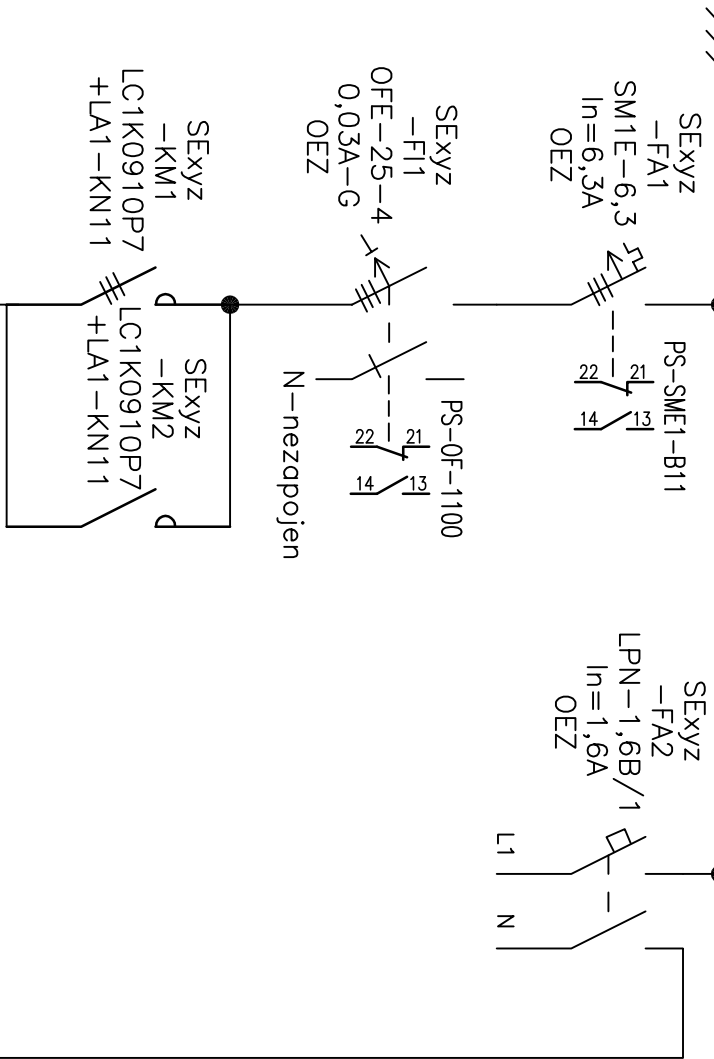 SExyz
-FA1
SM1E-6,3
In=6,3A
OEZ
PS-SME1-B11
22 21
14 13
SExyz
-FI1
OFE-25-4
0,03A-G
OEZ
PS-OF-1100
22 21
14 13
N-nezapojen
SExyz
-KM1
LC1K0910P7
+LA1-KN11
SExyz
-KM2
LC1K0910P7
+LA1-KN11
SExyz
-FA2
LPN-1,6B/1
In=1,6A
OEZ
L1
N